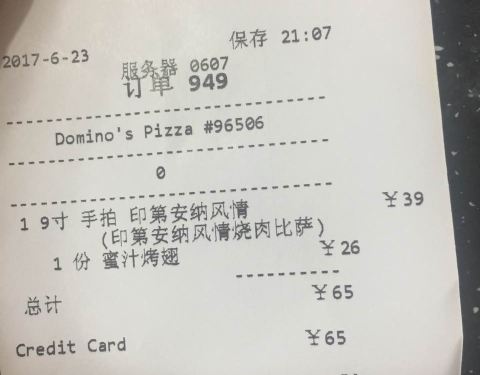 保存 21:07
2017-6-23
服务器 0607
订单 949
Domino's Pizza #96506
0
1 9寸 手拍 印第安纳风情 ¥39
(印第安纳风情烧肉比萨)
1 份 蜜汁烤翅 ¥26
总计 ¥65
Credit Card ¥65